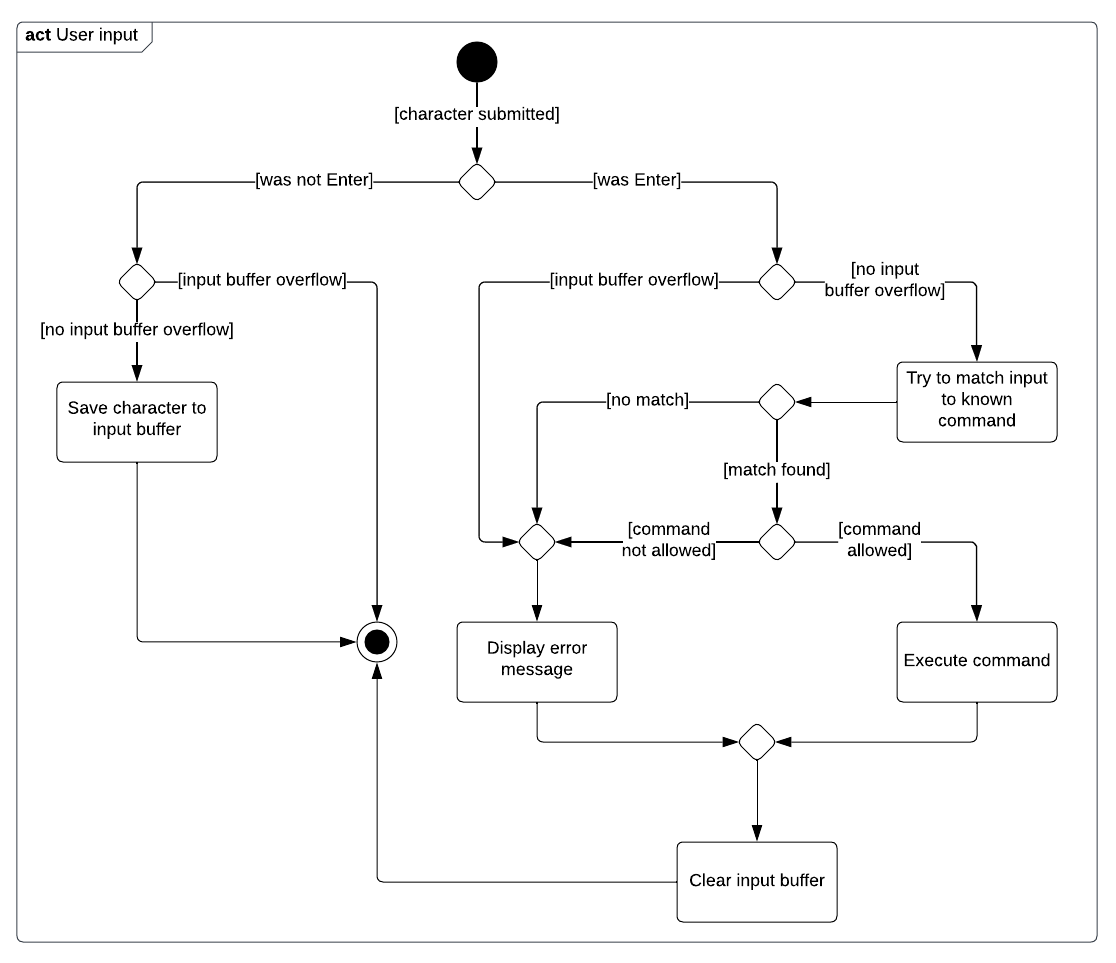 act User input
[character submitted]
[was not Enter]
[was Enter]
[input buffer overflow]
[no input buffer overflow]
Save character to
input buffer
[input buffer overflow]
[no input
buffer overflow]
Try to match input
to known
command
[no match]
[match found]
[command
not allowed]
[command
allowed]
Display error
message
Execute command
Clear input buffer